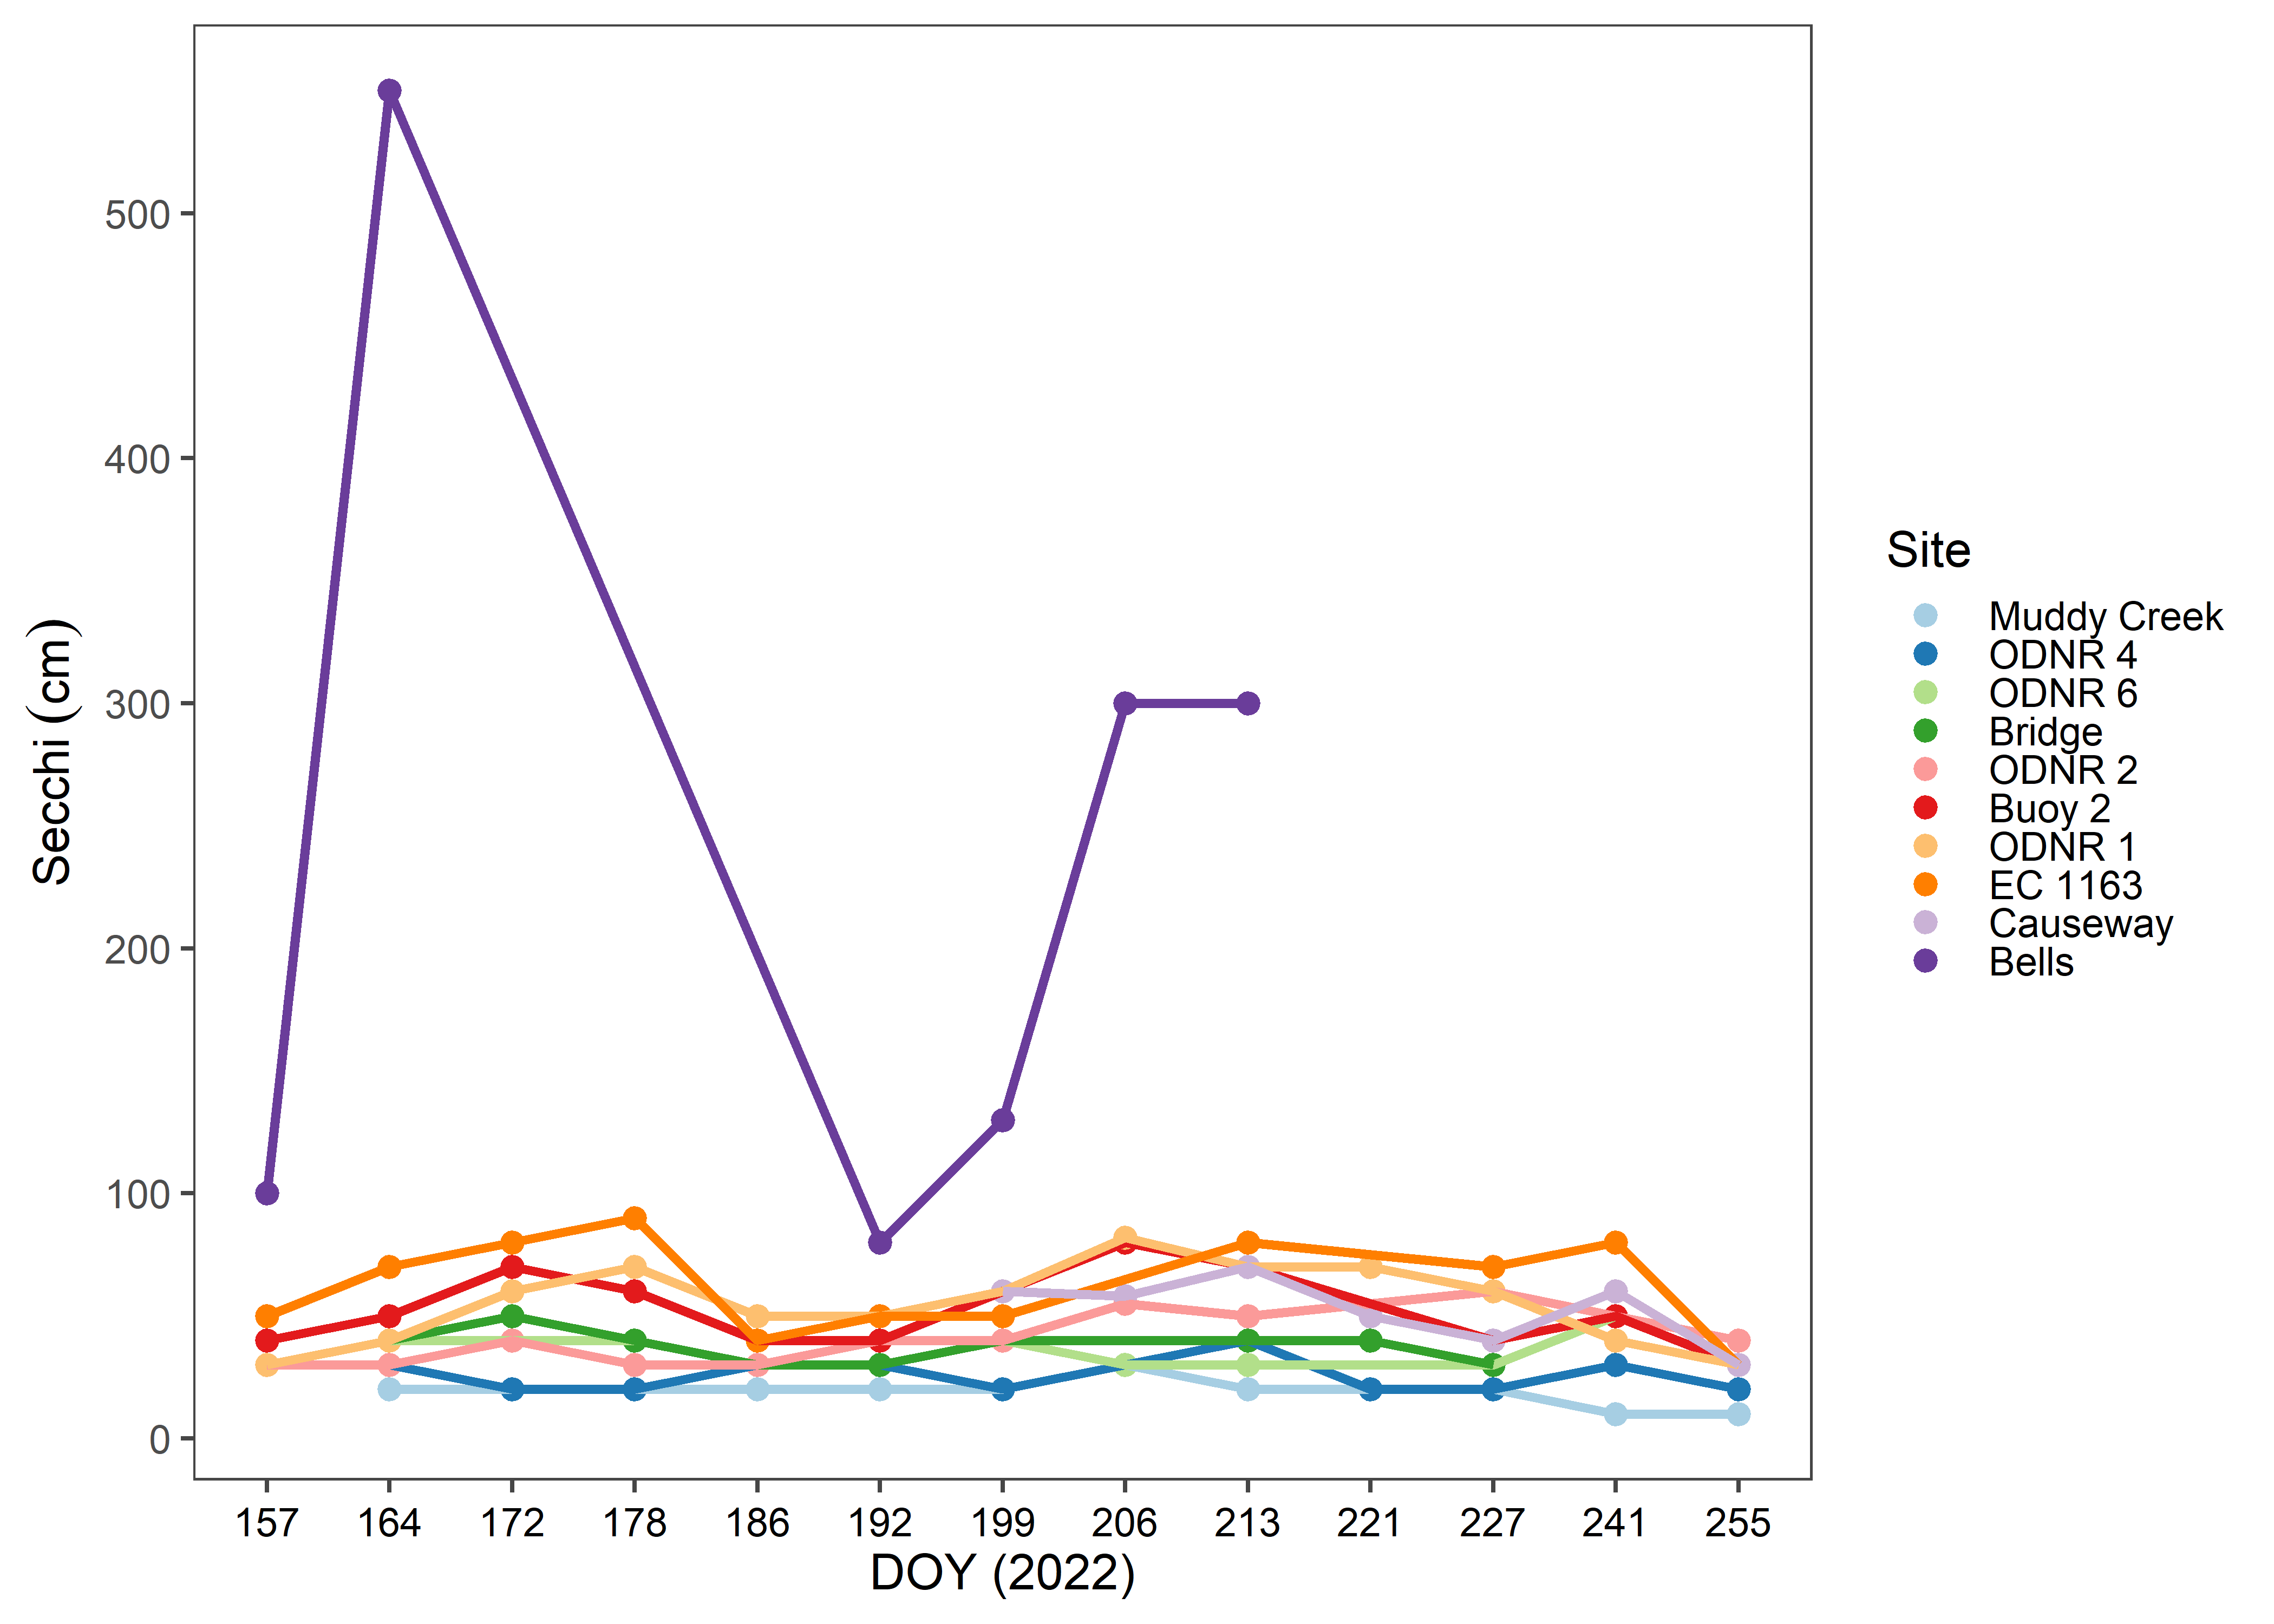 500
400
300
200
100
0
Secchi (cm)
157 164 172 178 186 192 199 206 213 221 227 241 255
DOY (2022)
Site
Muddy Creek
ODNR 4
ODNR 6
Bridge
ODNR 2
Buoy 2
ODNR 1
EC 1163
Causeway
Bells